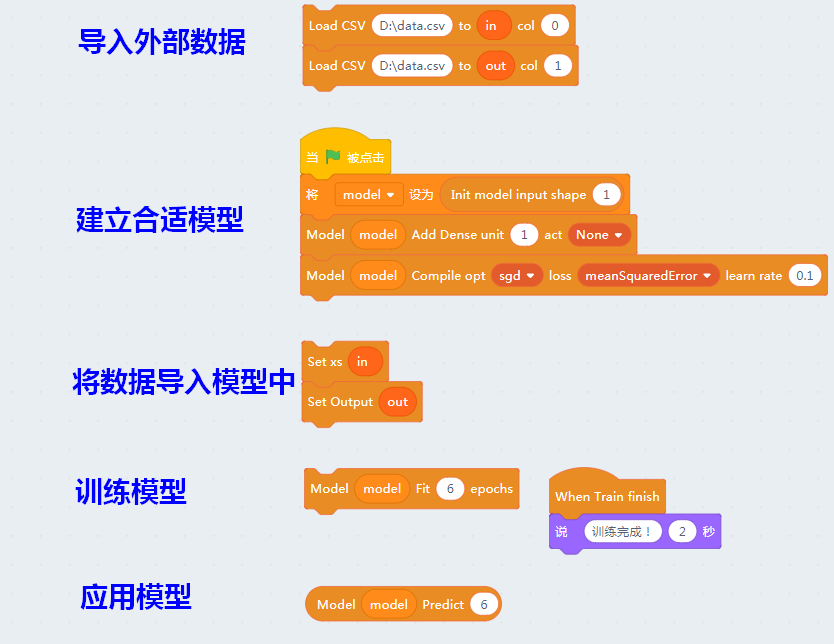 导入外部数据
Load CSV D:\data.csv to in col 0
Load CSV D:\data.csv to out col 1
当 被点击
建立合适模型
将 model 设为 Init model input shape 1
Model model Add Dense unit 1 act None
Model model Compile opt sgd loss meanSquaredError learn rate 0.1
将数据导入模型中
Set xs in
Set Output out
训练模型
Model model Fit 6 epochs
When Train finish
说 训练完成！ 2 秒
应用模型
Model model Predict 6